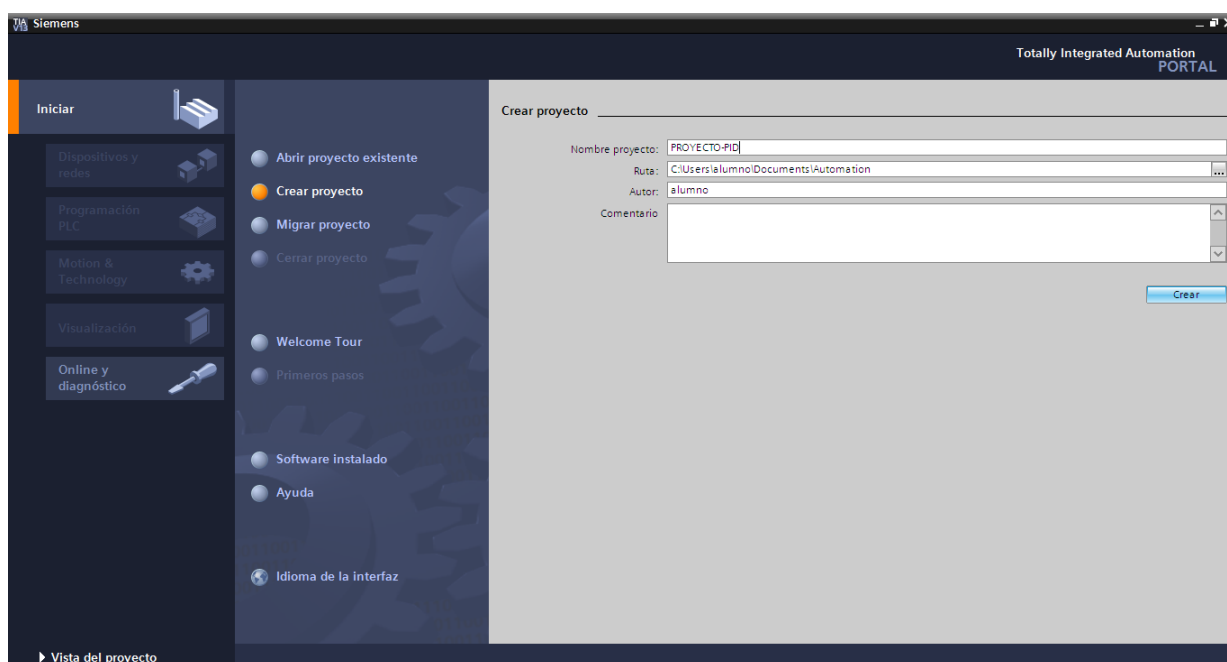 TIA V13 Siemens
Totally Integrated Automation
PORTAL
Iniciar
Dispositivos y
redes
Programación
PLC
Motion &
Technology
Visualización
Online y
diagnóstico
Abrir proyecto existente
Crear proyecto
Migrar proyecto
Cerrar proyecto
Welcome Tour
Primeros pasos
Software instalado
Ayuda
Idioma de la interfaz
Crear proyecto
Nombre proyecto: PROYECTO-PID
Ruta: C:\Users\alumno\Documents\Automation
...
Autor: alumno
Comentario
Crear
Vista del proyecto